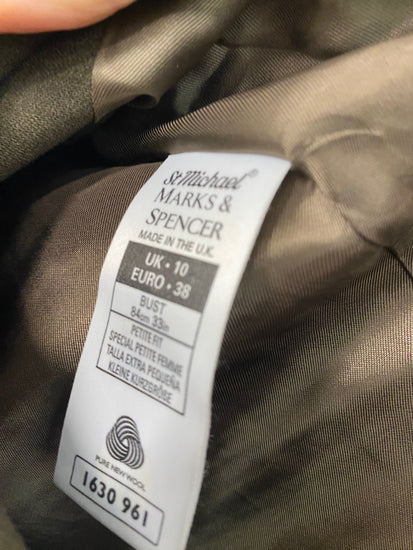 St Michael®
MARKS &
SPENCER
MADE IN THE U.K.
UK • 10
EURO • 38
BUST
84cm 33in
PETITE FIT
SPECIAL PETITE FEMME
TALLA EXTRA PEQUEÑA
KLEINE KURZGRÖßE
PURE NEW WOOL
1630 961